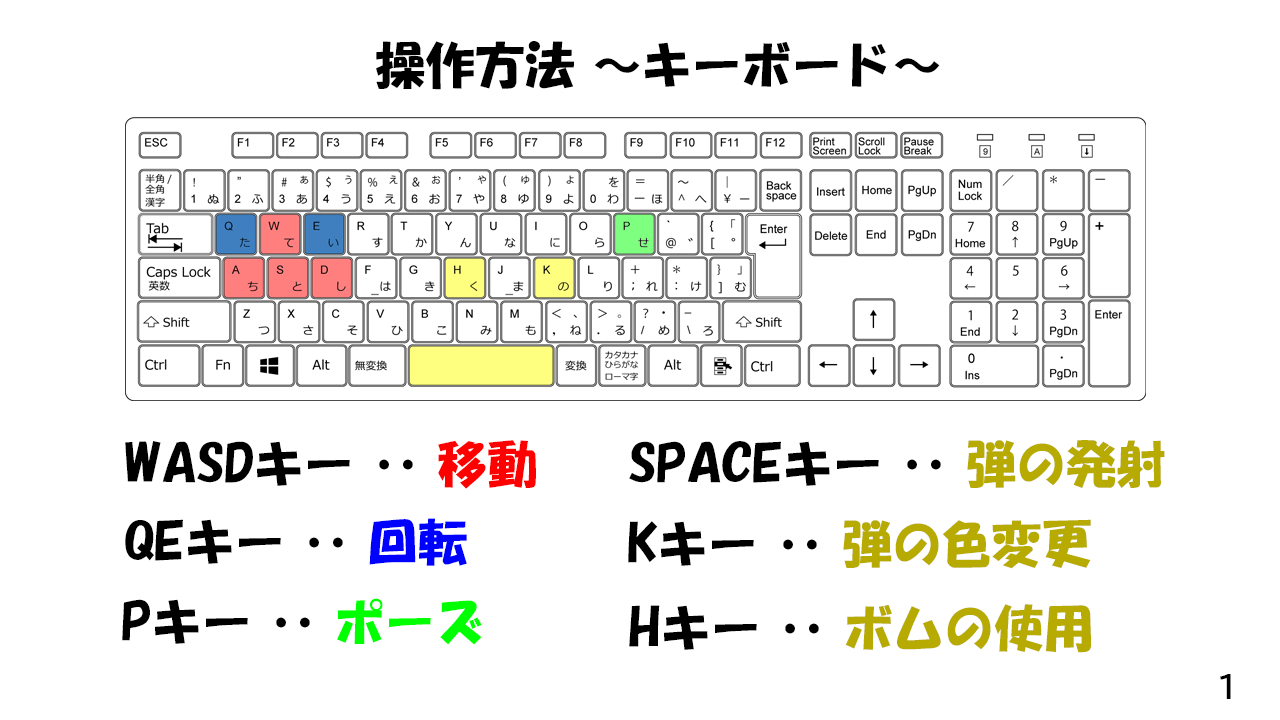 操作方法 ～キーボード～
ESC F1 F2 F3 F4 F5 F6 F7 F8 F9 F10 F11 F12 Print Screen Scroll Lock Pause Break 9 A ↓
半角/全角 漢字 ! 1 ぬ ” 2 ふ # ぁ 3 あ $ ぅ 4 う % ぇ 5 え & ぉ 6 お ’ ゃ 7 や ( ゅ 8 ゆ ) ょ 9 よ を 0 わ = － ほ ～ ^ へ | ￥ ー Back space Insert Home PgUp Num Lock ／ ＊ －
Tab Q た W て E い R す T か Y ん U な I に O ら P せ ` @ ゛ { 「 [ ゜ Enter Delete End PgDn 7 Home 8 ↑ 9 PgUp +
Caps Lock 英数 A ち S と D し F は G き H く J ま K の L り ＋ ； れ ＊ ： け } 」 ] む 4 ← 5 6 →
Shift Z つ X さ C そ V ひ B こ N み M も < 、 , ね > 。 . る ? ・ / め _ \ ろ Shift ↑ 1 End 2 ↓ 3 PgDn Enter
Ctrl Fn Alt 無変換 変換 カタカナ ひらがな ローマ字 Alt Ctrl ← ↓ → 0 Ins . PgDn
WASDキー ‥ 移動
SPACEキー ‥ 弾の発射
QEキー ‥ 回転
Kキー ‥ 弾の色変更
Pキー ‥ ポーズ
Hキー ‥ ボムの使用
1